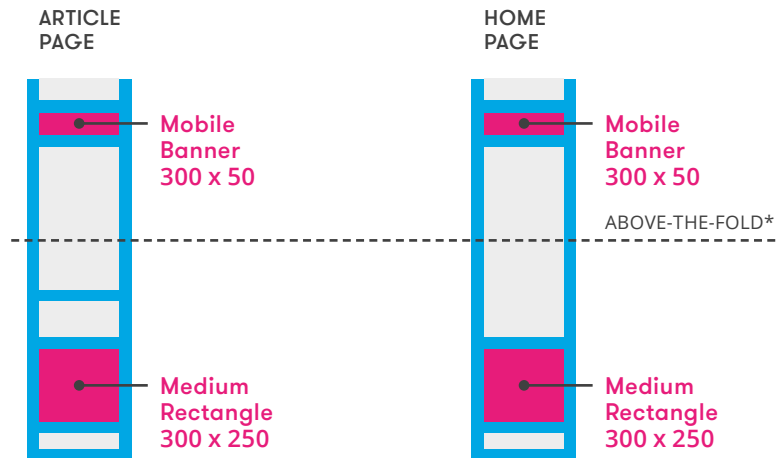 ARTICLE
PAGE
Mobile
Banner
300 x 50
Medium
Rectangle
300 x 250
HOME
PAGE
Mobile
Banner
300 x 50
ABOVE-THE-FOLD*
Medium
Rectangle
300 x 250